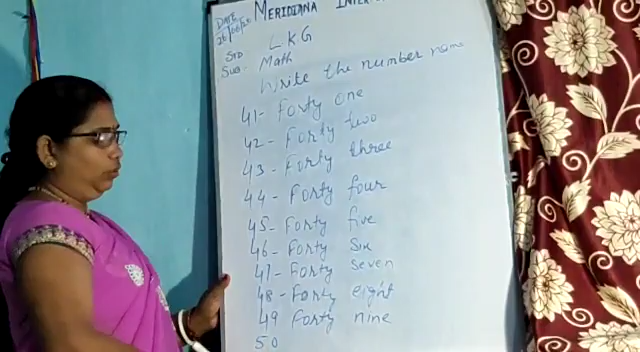 DATE MERIDIANA
STD LKG
SUB- Math
Write the number name
41- Forty one
42 - Forty two
43 - Forty three
44 - Forty four
45 - Forty five
46 - Forty Six
47 - Forty seven
48 - Forty eight
49 Forty nine
50